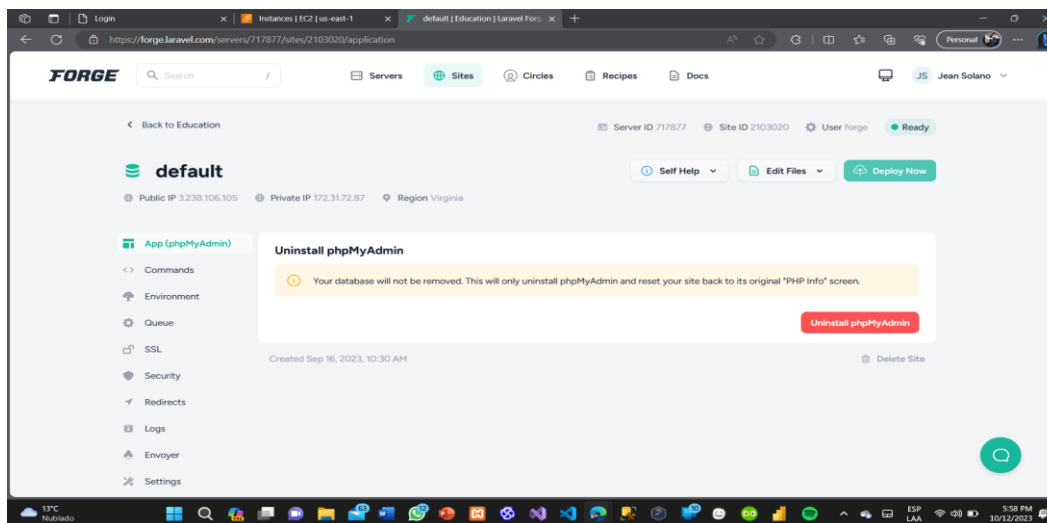 Login
Instances | EC2 | us-east-1
default | Education | Laravel Forg
https://forge.laravel.com/servers/717877/sites/2103020/application
Personal
FORGE
Search /
Servers
Sites
Circles
Recipes
Docs
JS Jean Solano
Back to Education
Server ID 717877
Site ID 2103020
User forge
Ready
default
Self Help
Edit Files
Deploy Now
Public IP 3.238.106.105
Private IP 172.31.72.87
Region Virginia
App (phpMyAdmin)
Commands
Environment
Queue
SSL
Security
Redirects
Logs
Envoyer
Settings
Uninstall phpMyAdmin
Your database will not be removed. This will only uninstall phpMyAdmin and reset your site back to its original "PHP Info" screen.
Uninstall phpMyAdmin
Created Sep 16, 2023, 10:30 AM
Delete Site
13°C
Nublado
ESP
LAA
5:58 PM
10/12/2023